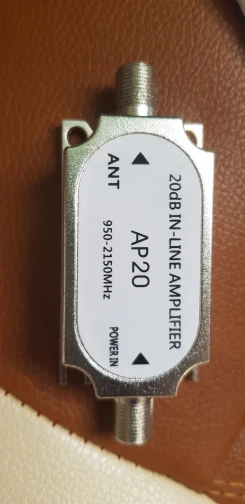 20dB IN-LINE AMPLIFIER
AP20
ANT
950-2150MHz
POWER IN